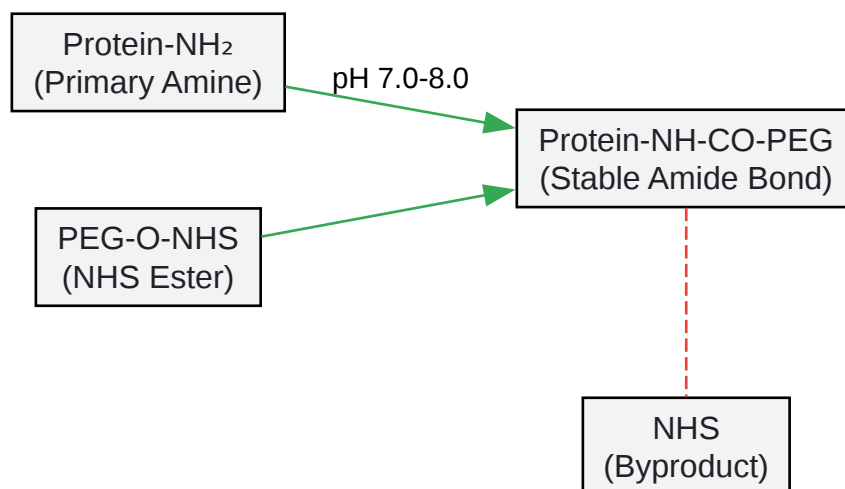 Protein-NH₂
(Primary Amine)
pH 7.0-8.0
Protein-NH-CO-PEG
(Stable Amide Bond)
PEG-O-NHS
(NHS Ester)
NHS
(Byproduct)